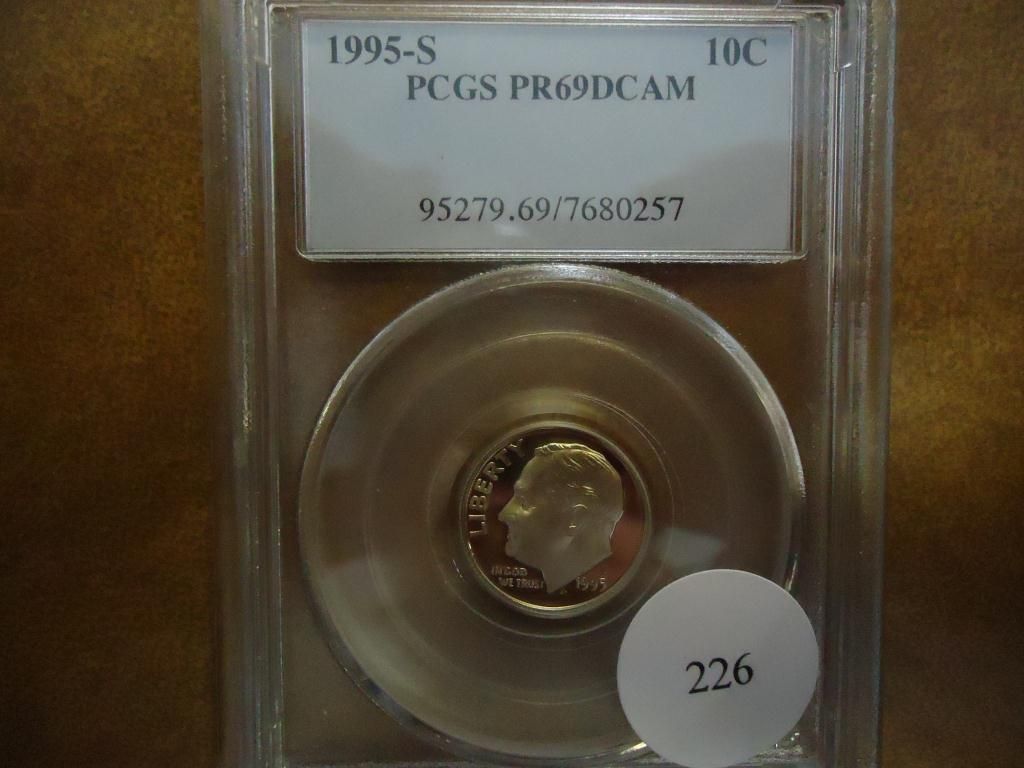 1995-S 10C
PCGS PR69DCAM
95279.69/7680257
LIBERTY
IN GOD
WE TRUST
1995
226